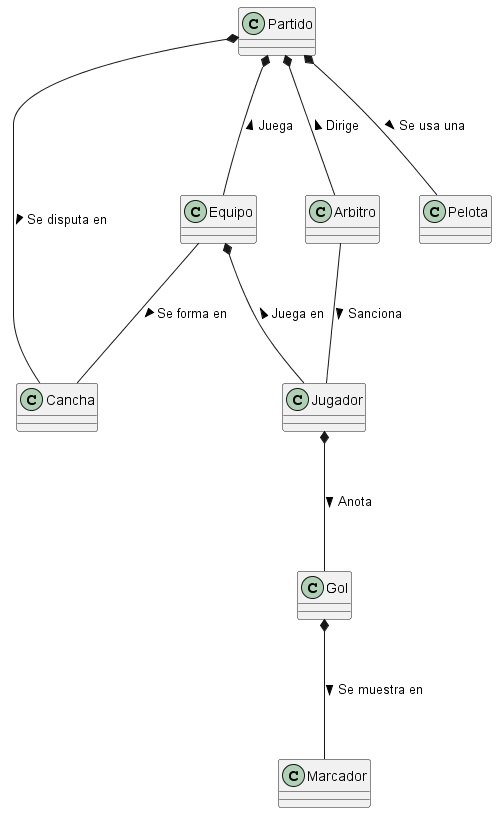 C Partido
Juega
Dirige
Se usa una
C Equipo
C Arbitro
C Pelota
Se disputa en
Se forma en
Juega en
Sanciona
C Cancha
C Jugador
Anota
C Gol
Se muestra en
C Marcador